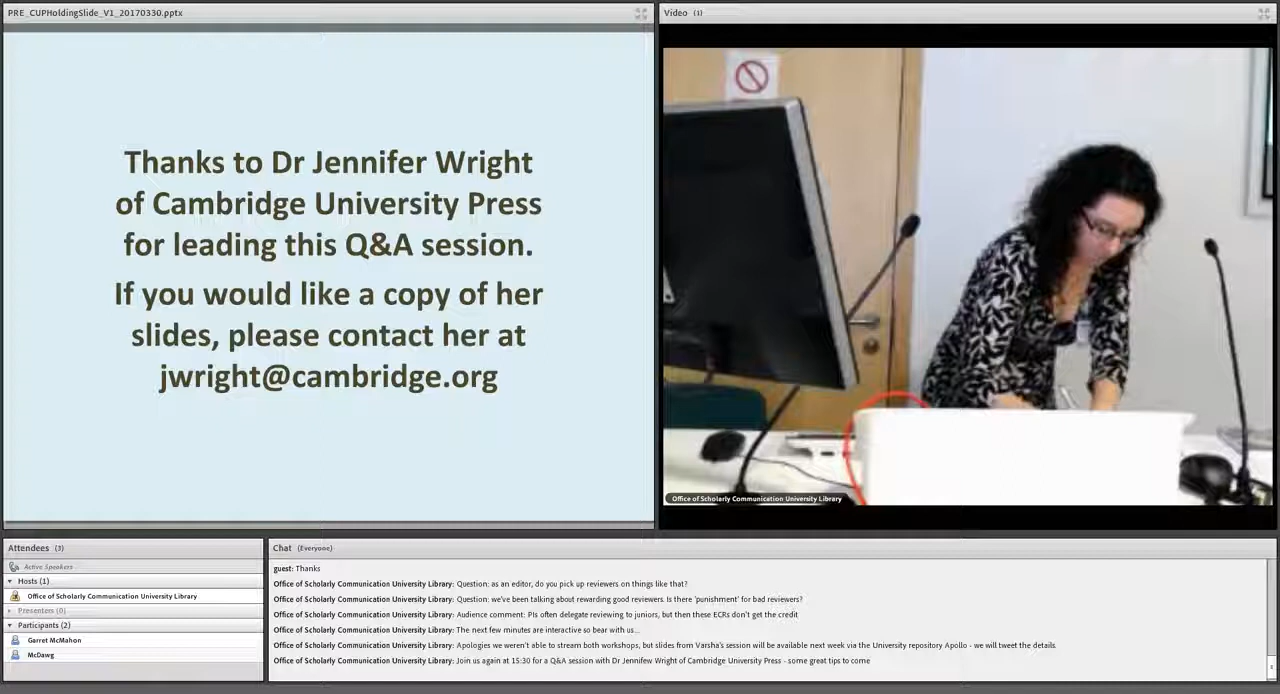 PRE_CUPHoldingSlide_V1_20170330.pptx
Thanks to Dr Jennifer Wright
of Cambridge University Press
for leading this Q&A session.
If you would like a copy of her
slides, please contact her at
jwright@cambridge.org
Video (1)
Office of Scholarly Communication University Library
Attendees (3)
Active Speakers
Hosts (1)
Office of Scholarly Communication University Library
Presenters (0)
Participants (2)
Garret McMahon
McDawg
Chat (Everyone)
guest: Thanks
Office of Scholarly Communication University Library: Question: as an editor, do you pick up reviewers on things like that?
Office of Scholarly Communication University Library: Question: we've been talking about rewarding good reviewers. Is there 'punishment' for bad reviewers?
Office of Scholarly Communication University Library: Audience comment: PIs often delegate reviewing to juniors, but then these ECRs don't get the credit
Office of Scholarly Communication University Library: The next few minutes are interactive so bear with us...
Office of Scholarly Communication University Library: Apologies we weren't able to stream both workshops, but slides from Varsha's session will be available next week via the University repository Apollo - we will tweet the details.
Office of Scholarly Communication University Library: Join us again at 15:30 for a Q&A session with Dr Jennifew Wright of Cambridge University Press - some great tips to come